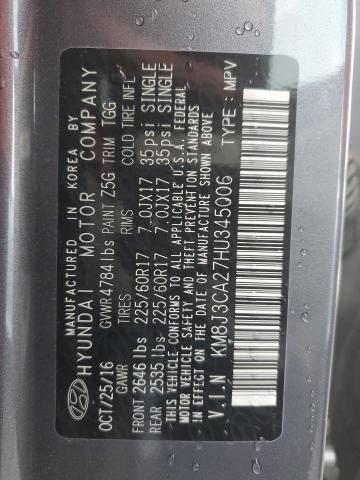 MANUFACTURED IN KOREA BY
HYUNDAI MOTOR COMPANY
OCT/25/16 GVWR 4784 lbs PAINT Z5G TRIM TGG
GAWR TIRES RIMS COLD TIRE INFL
FRONT 2646 lbs 225/60R17 7.0JX17 35psi SINGLE
REAR 2535 lbs 225/60R17 7.0JX17 35psi SINGLE
THIS VEHICLE CONFORMS TO ALL APPLICABLE U.S.A. FEDERAL
MOTOR VEHICLE SAFETY AND THEFT PREVENTION STANDARDS
IN EFFECT ON THE DATE OF MANUFACTURE SHOWN ABOVE.
V.I.N KM8J3CA27HU345006 TYPE: MPV